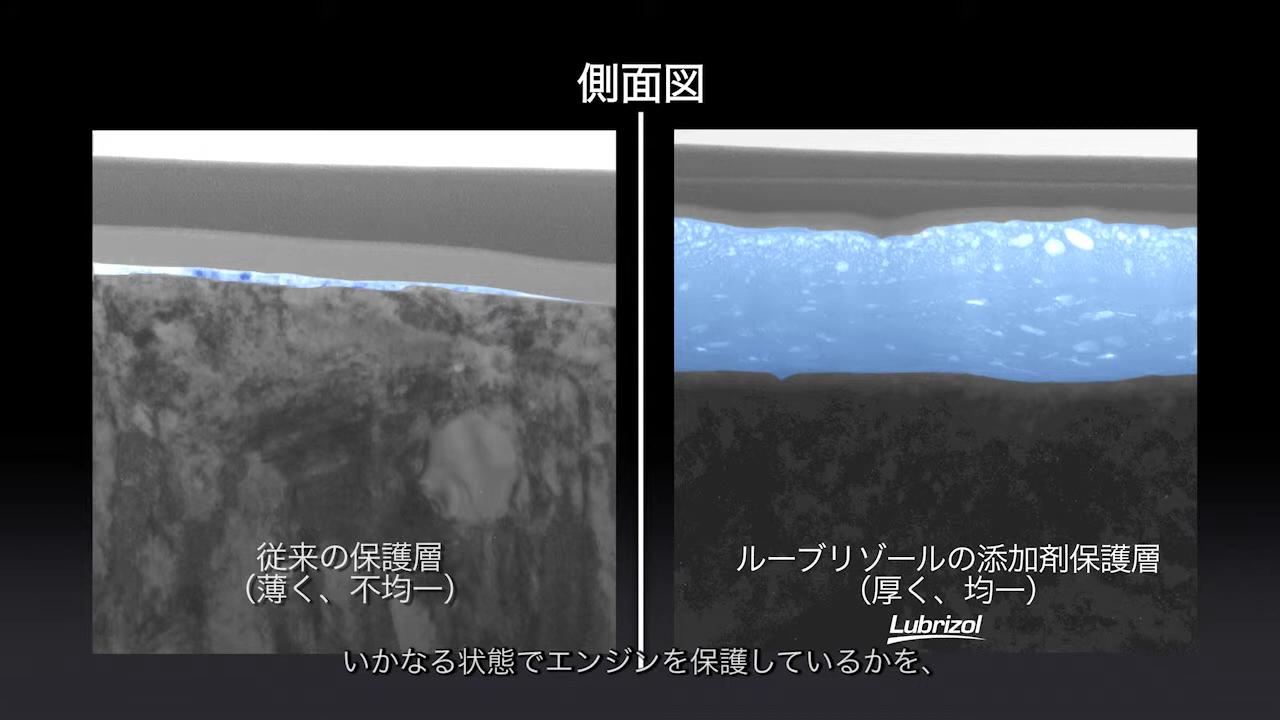 側面図
従来の保護層
（薄く、不均一）
ルーブリゾールの添加剤保護層
（厚く、均一）
Lubrizol
いかなる状態でエンジンを保護しているかを、